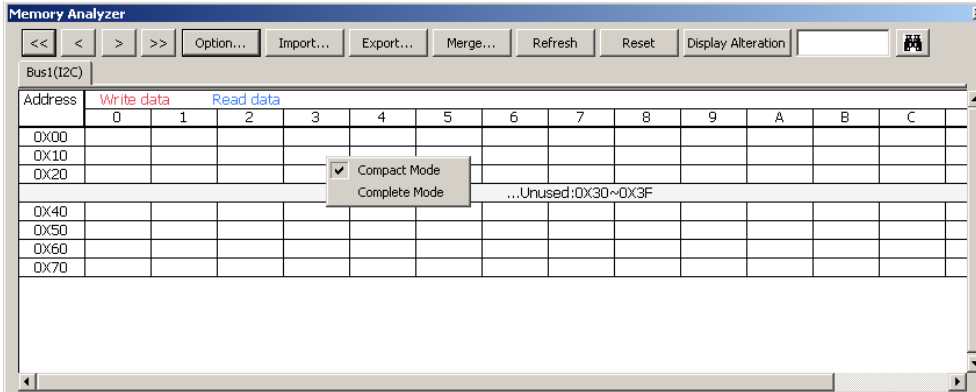 Memory Analyzer
<< < > >> Option... Import... Export... Merge... Refresh Reset Display Alteration
Bus1(I2C)
Address Write data Read data
0 1 2 3 4 5 6 7 8 9 A B C
0X00
0X10
0X20
Compact Mode
Complete Mode
...Unused:0X30~0X3F
0X40
0X50
0X60
0X70